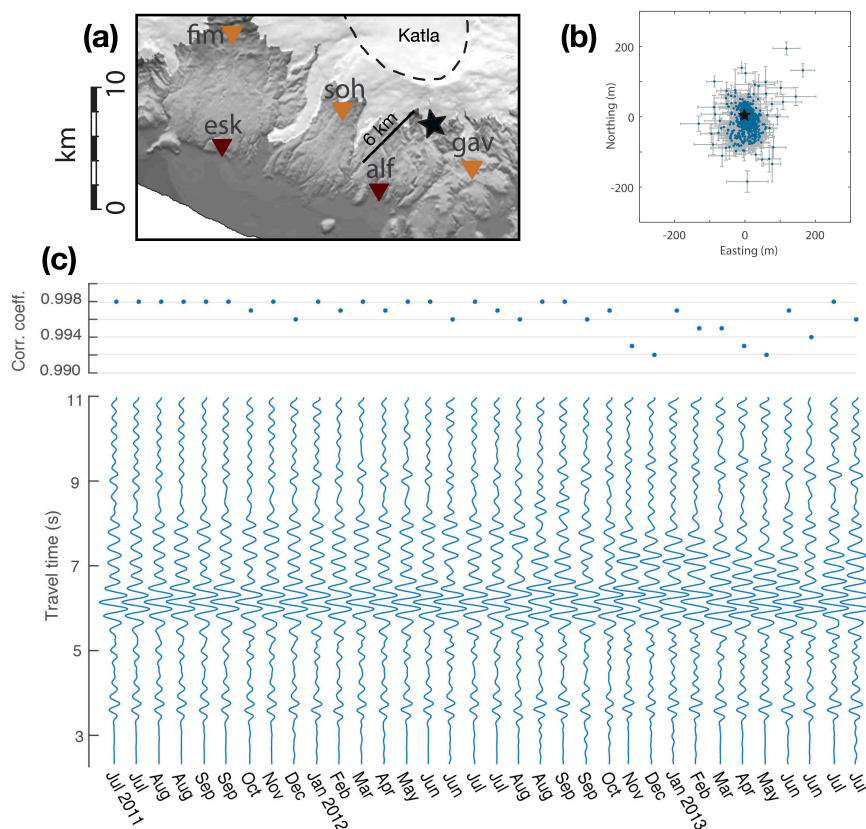 (a)
fim
Katla
soh
6 km
esk
gav
alf
10
km
0
(b)
200
0
-200
Northing (m)
-200
0
200
Easting (m)
(c)
Corr. coeff.
0.998
0.994
0.990
11
9
7
5
3
Travel time (s)
Jul 2011
Jul
Aug
Aug
Sep
Sep
Oct
Nov
Dec
Jan 2012
Feb
Mar
Apr
May
Jun
Jun
Jul
Jul
Aug
Aug
Sep
Sep
Oct
Nov
Dec
Jan 2013
Feb
Mar
Apr
May
Jun
Jun
Jul
Jul